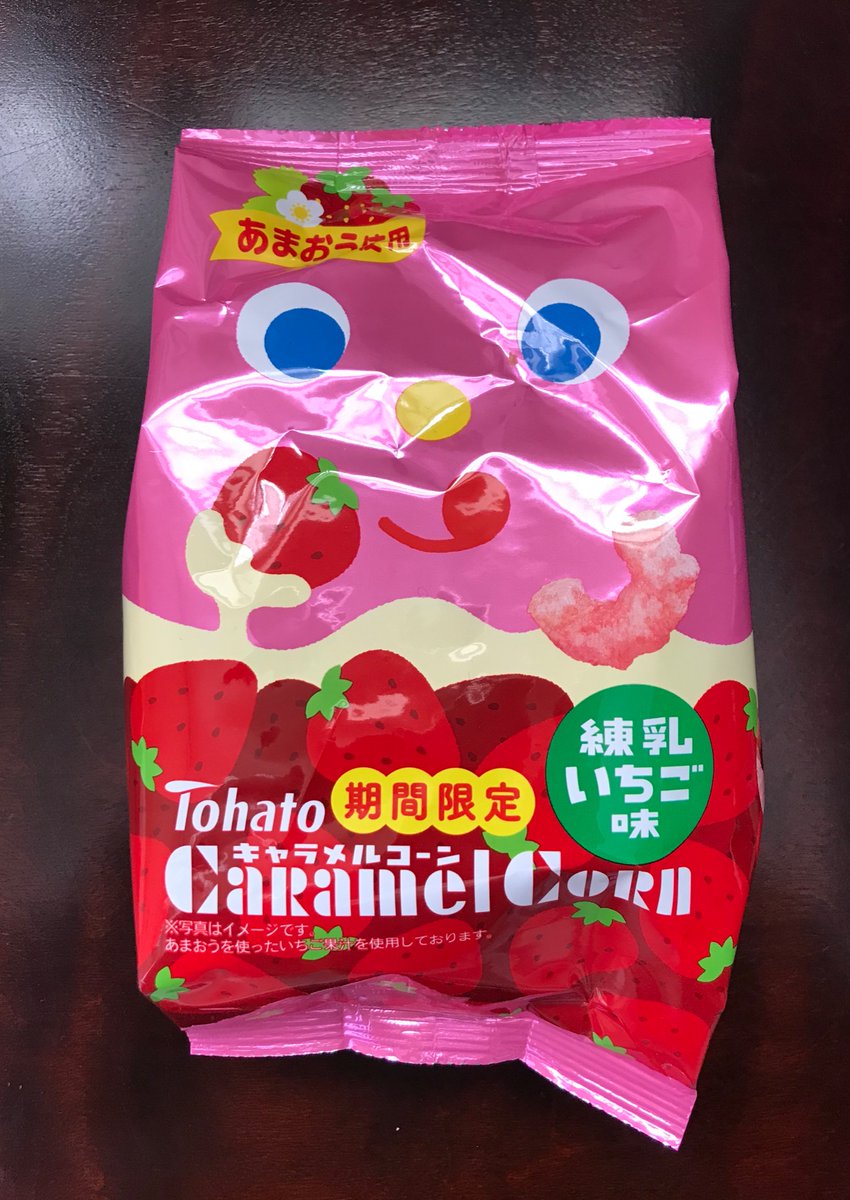 あまおう使用
練乳
いちご
味
Tohato
期間限定
キャラメルコーン
Caramel Corn
※写真はイメージです。
あまおうを使ったいちご果汁を使用しております。